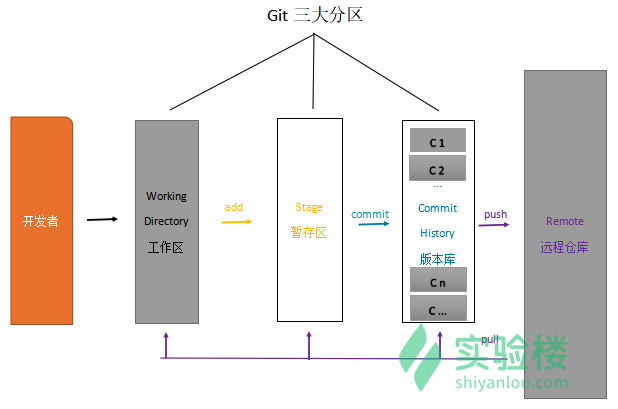 Git 三大分区
开发者
Working
Directory
工作区
add
Stage
暂存区
commit
C 1
C 2
...
Commit
History
版本库
C n
C ...
push
Remote
远程仓库
pull
实验楼
shiyanlou.com